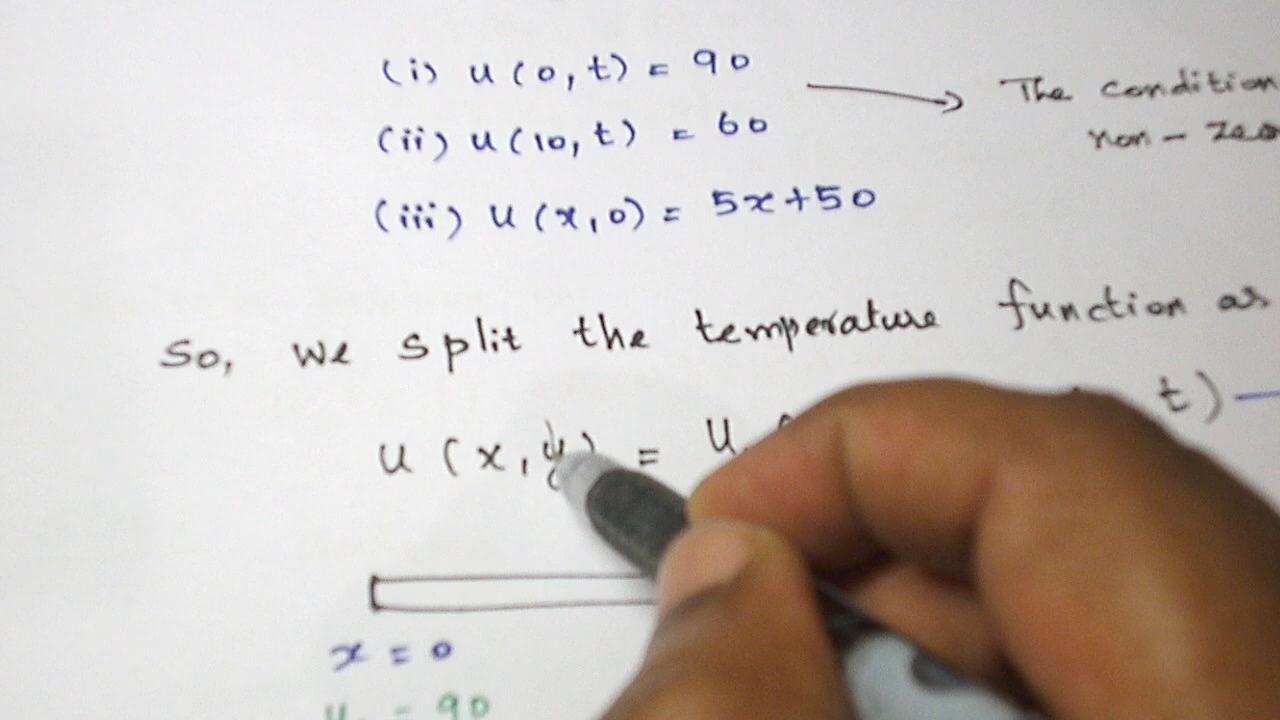 (i) u(0,t) = 90
(ii) u(10,t) = 60
(iii) u(x,0) = 5x+50
The condition
non-
So, we split the temperature function as
u(x, = u t)
x = 0
= 90